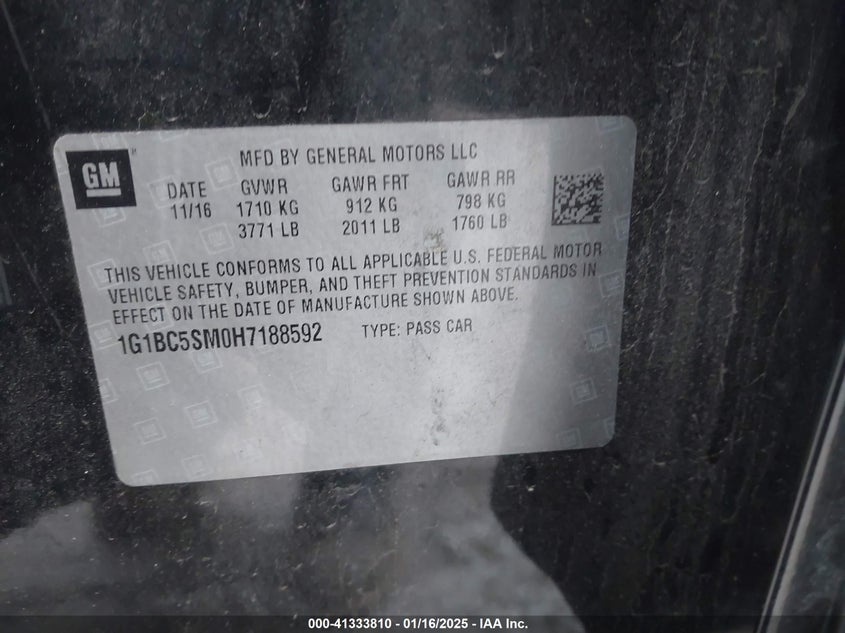 GM
MFD BY GENERAL MOTORS LLC
DATE GVWR GAWR FRT GAWR RR
11/16 1710 KG 912 KG 798 KG
3771 LB 2011 LB 1760 LB
THIS VEHICLE CONFORMS TO ALL APPLICABLE U.S. FEDERAL MOTOR
VEHICLE SAFETY, BUMPER, AND THEFT PREVENTION STANDARDS IN
EFFECT ON THE DATE OF MANUFACTURE SHOWN ABOVE.
1G1BC5SM0H7188592 TYPE: PASS CAR
000-41333810 - 01/16/2025 - IAA Inc.